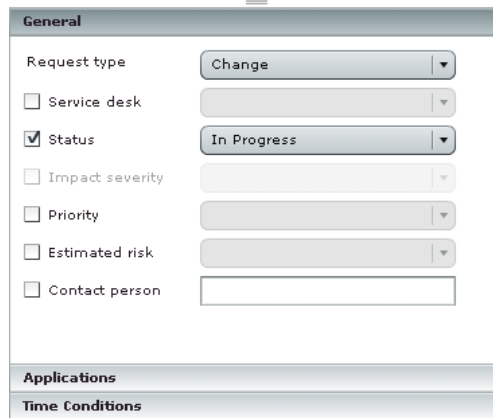 General
Request type Change
Service desk
Status In Progress
Impact severity
Priority
Estimated risk
Contact person
Applications
Time Conditions